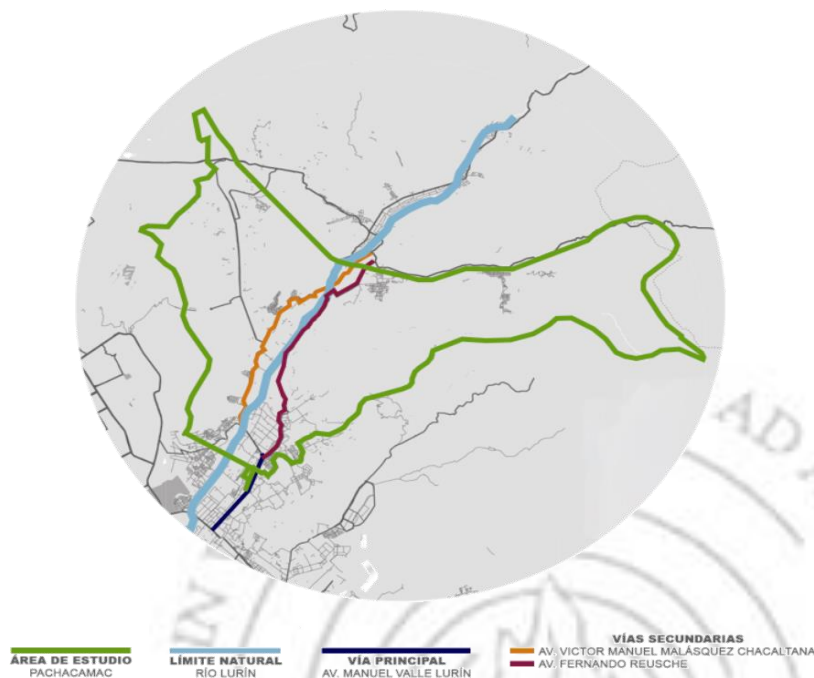 ÁREA DE ESTUDIO
PACHACAMAC
LÍMITE NATURAL
RÍO LURÍN
VÍA PRINCIPAL
AV. MANUEL VALLE LURÍN
VÍAS SECUNDARIAS
AV. VICTOR MANUEL MALÁSQUEZ CHACALTANA
AV. FERNANDO REUSCHE